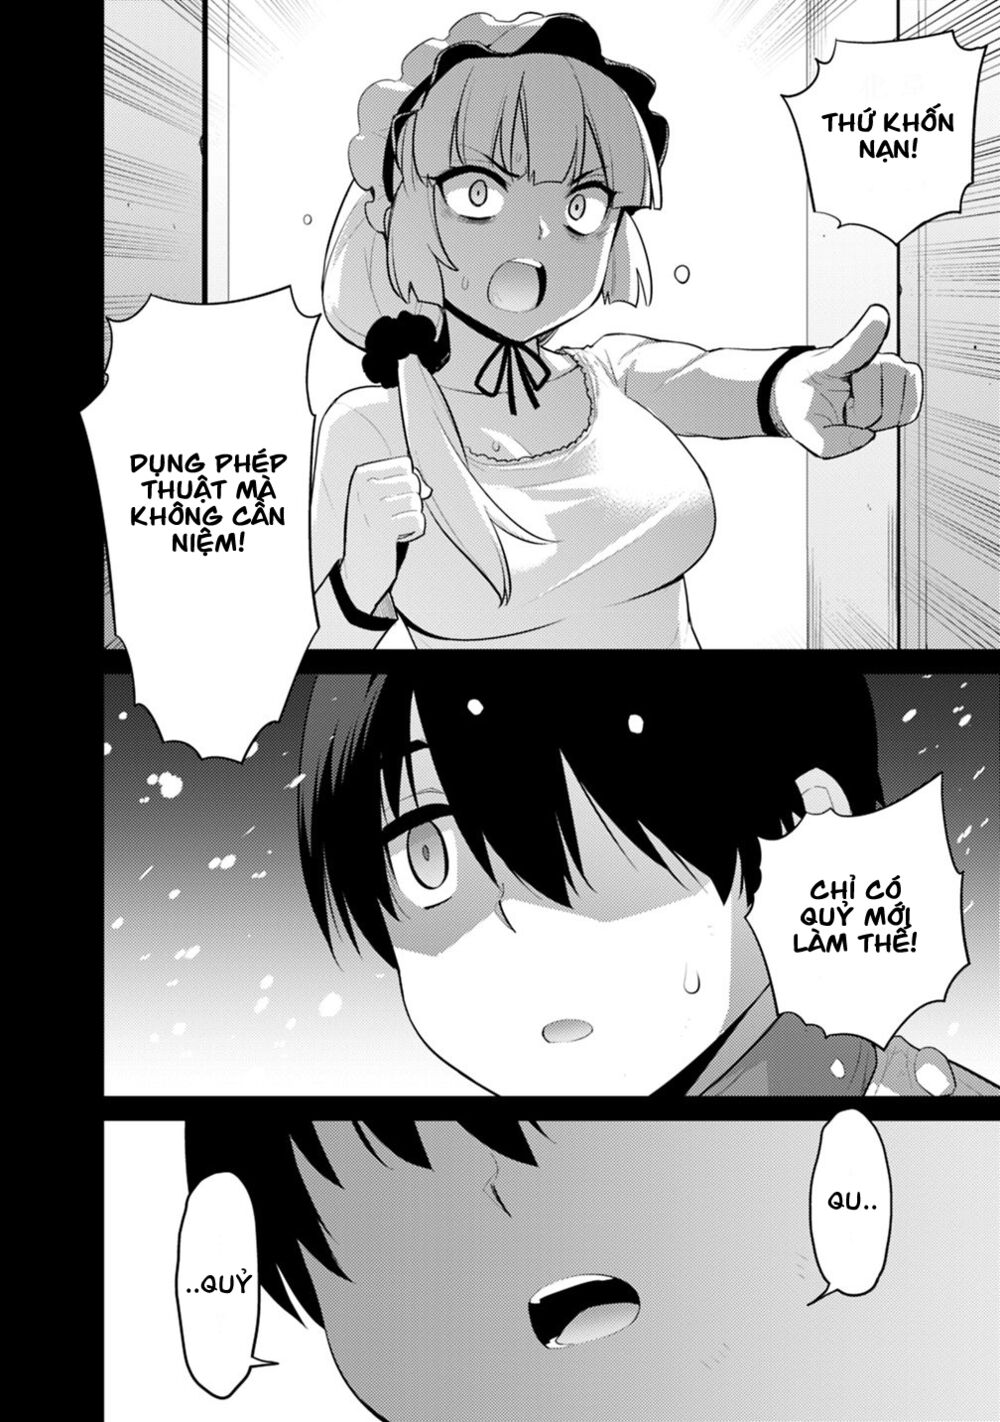 THỨ KHỐN
NẠN!
DỤNG PHÉP
THUẬT MÀ
KHÔNG CẦN
NIỆM!
CHỈ CÓ
QUỶ MỚI
LÀM THẾ!
QU..
..QUỶ